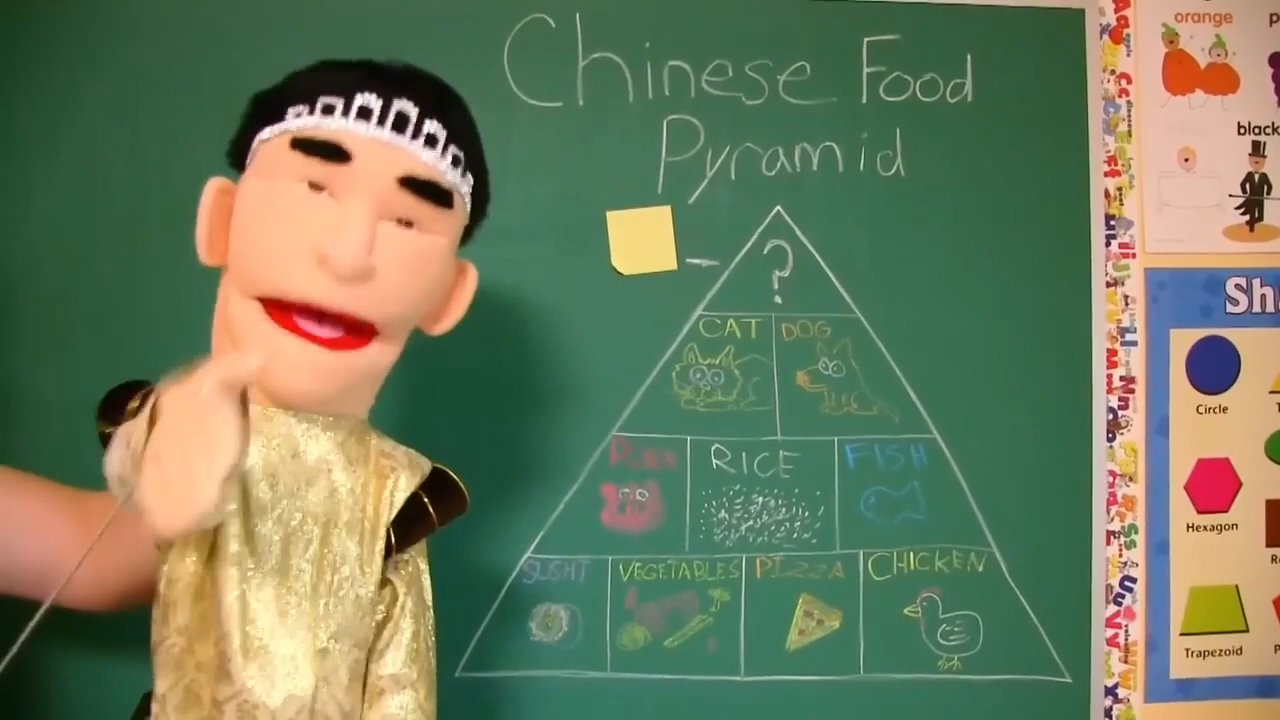 Chinese Food
Pyramid
?
CAT DOG
PORK RICE FISH
SUSHI VEGETABLES PIZZA CHICKEN
orange
black
Circle
Hexagon
Trapezoid